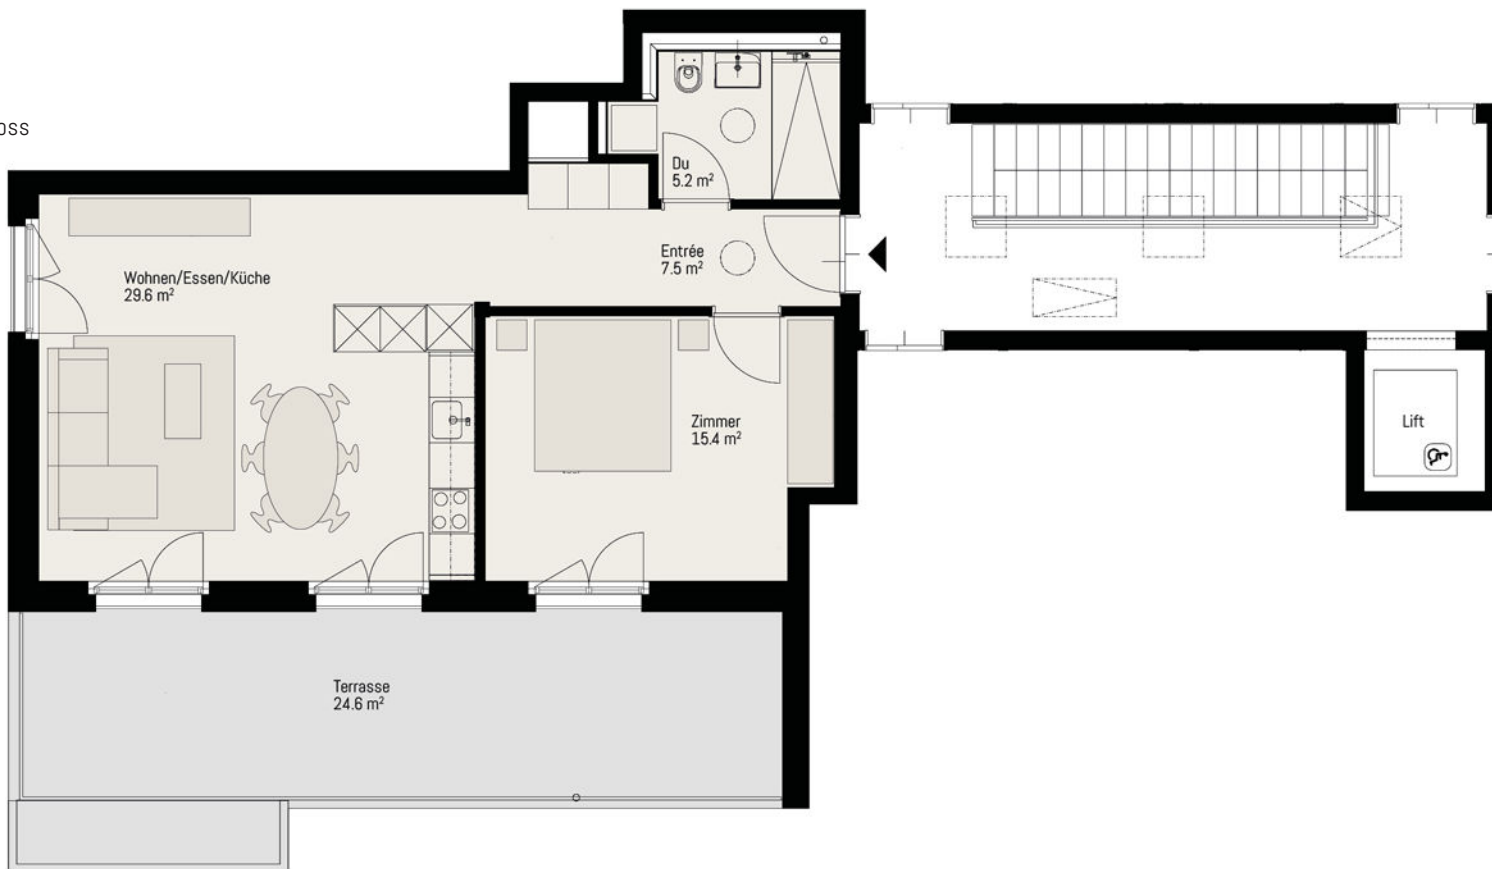 oss
Du
5.2 m²
Entrée
7.5 m²
Wohnen/Essen/Küche
29.6 m²
Zimmer
15.4 m²
Lift
Terrasse
24.6 m²